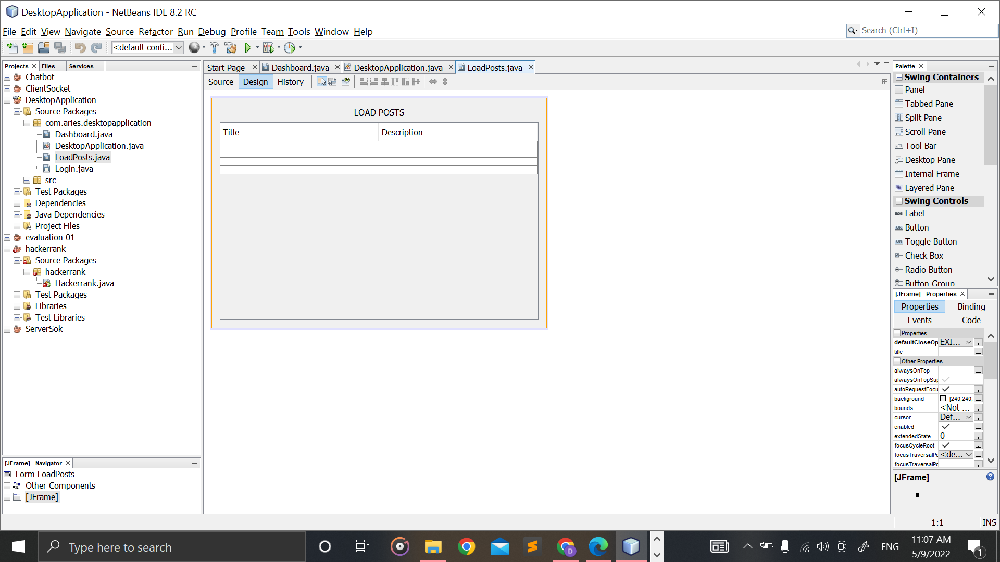 DesktopApplication - NetBeans IDE 8.2 RC
File Edit View Navigate Source Refactor Run Debug Profile Team Tools Window Help
Search (Ctrl+I)
<default confi...
Projects Files Services
Chatbot
ClientSocket
DesktopApplication
Source Packages
com.aries.desktopapplication
Dashboard.java
DesktopApplication.java
LoadPosts.java
Login.java
src
Test Packages
Dependencies
Java Dependencies
Project Files
evaluation 01
hackerrank
Source Packages
hackerrank
Hackerrank.java
Test Packages
Libraries
Test Libraries
ServerSok
[JFrame] - Navigator
Form LoadPosts
Other Components
[JFrame]
Start Page Dashboard.java DesktopApplication.java LoadPosts.java
Source Design History
LOAD POSTS
Title Description
Palette
Swing Containers
Panel
Tabbed Pane
Split Pane
Scroll Pane
Tool Bar
Desktop Pane
Internal Frame
Layered Pane
Swing Controls
label Label
OK Button
ON Toggle Button
Check Box
Radio Button
Button Group
[JFrame] - Properties
Properties Binding
Events Code
Properties
defaultCloseOp EXI... ...
title ...
Other Properties
alwaysOnTop ...
alwaysOnTopSup
autoRequestFocu ...
background [240,240,... ...
bounds <Not ... ...
cursor Def... ...
enabled ...
extendedState 0 ...
focusCycleRoot ...
focusTraversalPo <de... ...
focusTraversalPo ...
[JFrame]
1:1 INS
Type here to search
D
ENG
11:07 AM
5/9/2022
1